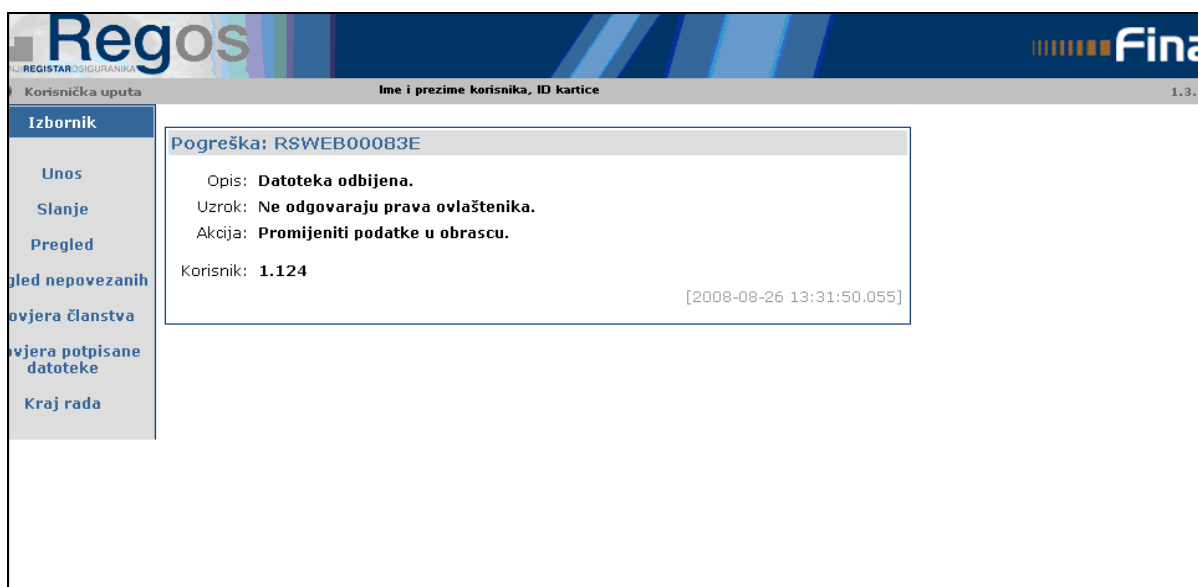 Regos
REGISTAR OSIGURANIKA
Fina
Korisnička uputa
Ime i prezime korisnika, ID kartice
1.3.
Izbornik
Unos
Slanje
Pregled
gled nepovezanih
ovjera članstva
vjera potpisane
datoteke
Kraj rada
Pogreška: RSWEB00083E
Opis: Datoteka odbijena.
Uzrok: Ne odgovaraju prava ovlaštenika.
Akcija: Promijeniti podatke u obrascu.
Korisnik: 1.124
[2008-08-26 13:31:50.055]